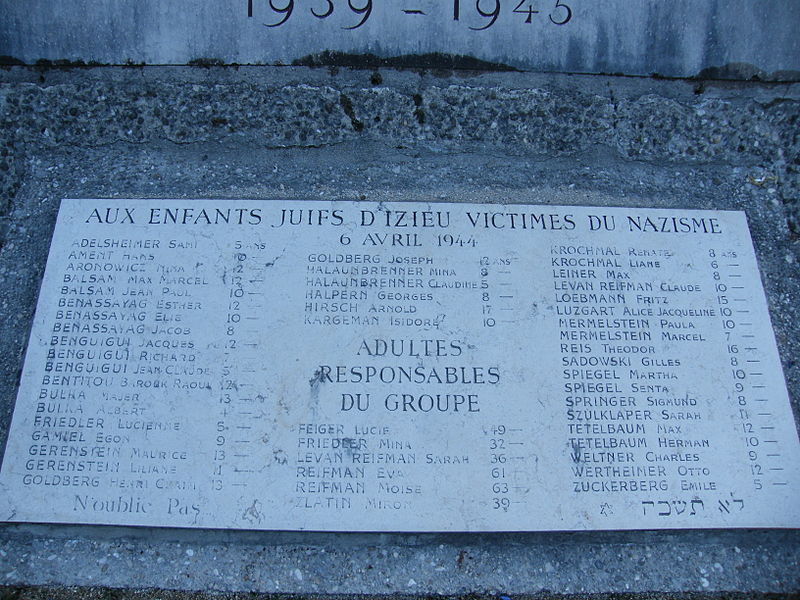 1939 - 1945
AUX ENFANTS JUIFS D'IZIEU VICTIMES DU NAZISME
6 AVRIL 1944
ADELSHEIMER SAMI 5 ANS
AMENT HANS
ARONOWICZ NINA
BALSAM MAX MARCEL 12 —
BALSAM JEAN PAUL 10 —
BENASSAYAG ESTHER 12 —
BENASSAYAG ELIE 10 —
BENASSAYAG JACOB 8 —
BENGUIGUI JACQUES 12 —
BENGUIGUI RICHARD 7
BENGUIGUI JEAN CLAUDE 5
BENTITOU BAROUK RAOUL 12 —
BULKA MAJER 13 —
BULKA ALBERT —
FRIEDLER LUCIENNE 5 —
GAMIEL EGON 9 —
GERENSTEIN MAURICE 13 —
GERENSTEIN LILIANE 11 —
GOLDBERG HENRI CHAIM 13 —
GOLDBERG JOSEPH 12 ANS
HALAUNBRENNER MINA 8 —
HALAUNBRENNER CLAUDINE 5 —
HALPERN GEORGES 8 —
HIRSCH ARNOLD 17 —
KARGEMAN ISIDORE 10 —
ADULTES
RESPONSABLES
DU GROUPE
FEIGER LUCIE 49 —
FRIEDLER MINA 32 —
LEVAN REIFMAN SARAH 36 —
REIFMAN EVA 61 —
REIFMAN MOISE 63 —
ZLATIN MIRON 39 —
KROCHMAL RENATE 8 ANS
KROCHMAL LIANE 6 —
LEINER MAX 8 —
LEVAN REIFMAN CLAUDE 10 —
LOEBMANN FRITZ 15 —
LUZGART ALICE JACQUELINE 10 —
MERMELSTEIN PAULA 10 —
MERMELSTEIN MARCEL 7 —
REIS THEODOR 16 —
SADOWSKI GILLES 8 —
SPIEGEL MARTHA 10 —
SPIEGEL SENTA 9 —
SPRINGER SIGMUND 8 —
SZULKLAPER SARAH 11 —
TETELBAUM MAX 12 —
TETELBAUM HERMAN 10 —
WELTNER CHARLES 9 —
WERTHEIMER OTTO 12 —
ZUCKERBERG EMILE 5 —
N'oublie Pas
לא תשכח